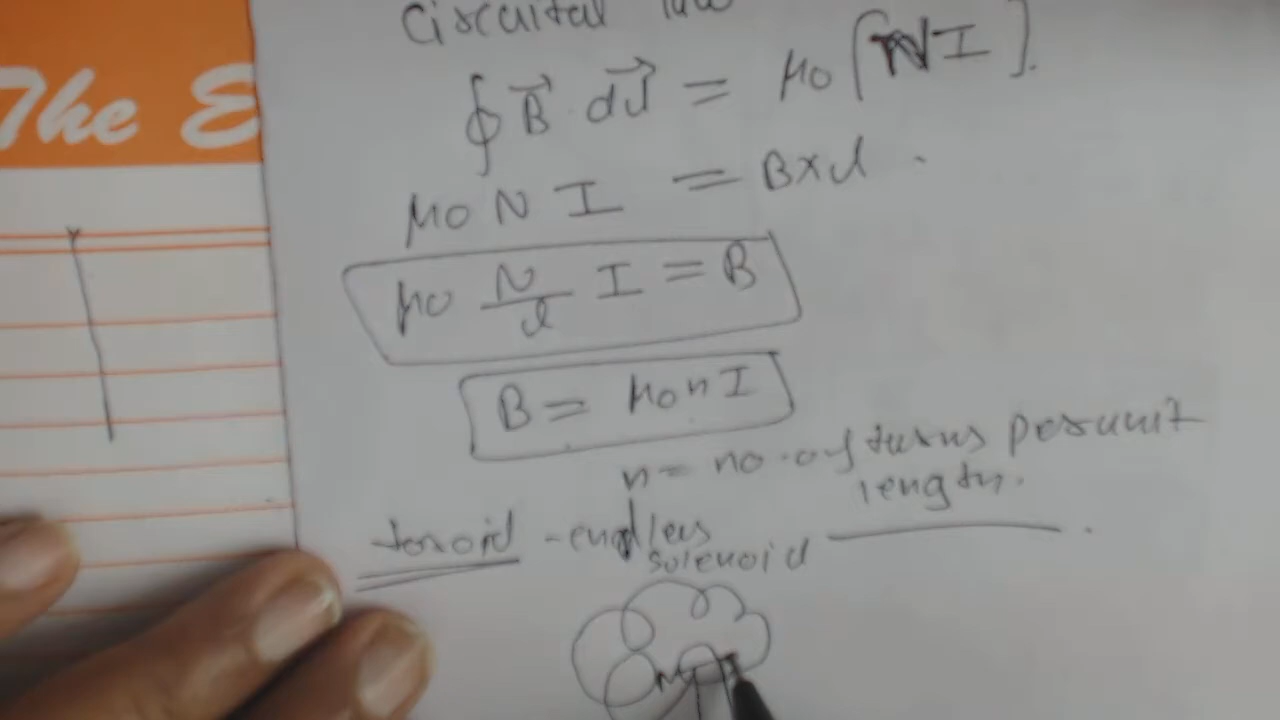 The E
Circuital law
∮ B⃗ dl⃗ = μ0 [NI].
μ0 N I = B×l.
μ0 N/l I = B
B = μ0 n I
n = no. of turns per unit
length.
toroid - endless
solenoid